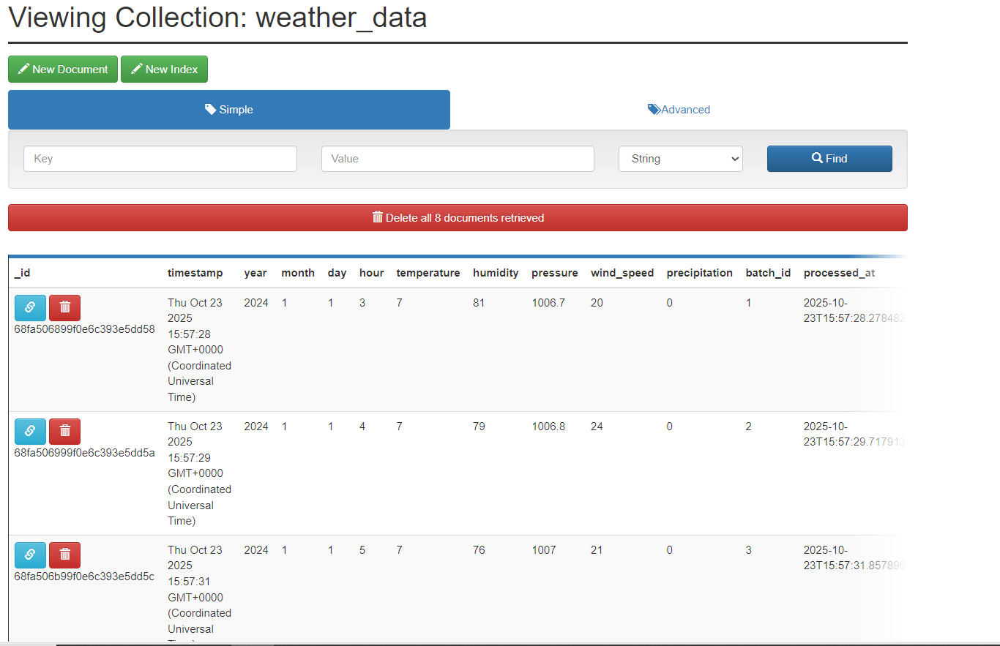 Viewing Collection: weather_data
New Document New Index
Simple Advanced
Key Value String Find
Delete all 8 documents retrieved
_id timestamp year month day hour temperature humidity pressure wind_speed precipitation batch_id processed_at
68fa506899f0e6c393e5dd58 Thu Oct 23 2025 15:57:28 GMT+0000 (Coordinated Universal Time) 2024 1 1 3 7 81 1006.7 20 0 1 2025-10-23T15:57:28.278482
68fa506999f0e6c393e5dd5a Thu Oct 23 2025 15:57:29 GMT+0000 (Coordinated Universal Time) 2024 1 1 4 7 79 1006.8 24 0 2 2025-10-23T15:57:29.717913
68fa506b99f0e6c393e5dd5c Thu Oct 23 2025 15:57:31 GMT+0000 (Coordinated Universal 2024 1 1 5 7 76 1007 21 0 3 2025-10-23T15:57:31.857896